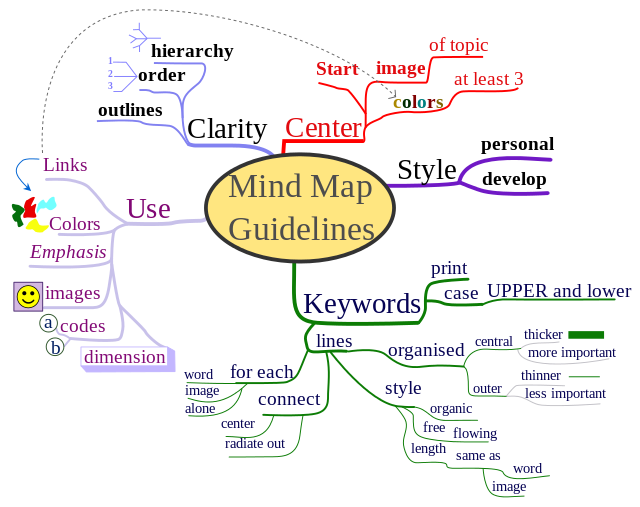 Mind Map
Guidelines
Clarity
hierarchy
1
2
3
order
outlines
Center
Start
image
of topic
at least 3
colors
Style
personal
develop
Use
Links
Colors
Emphasis
images
a
codes
b
dimension
Keywords
print
case
UPPER and lower
lines
for each
word
image
alone
connect
center
radiate out
organised
central
thicker
more important
outer
thinner
less important
style
organic
free
flowing
length
same as
word
image